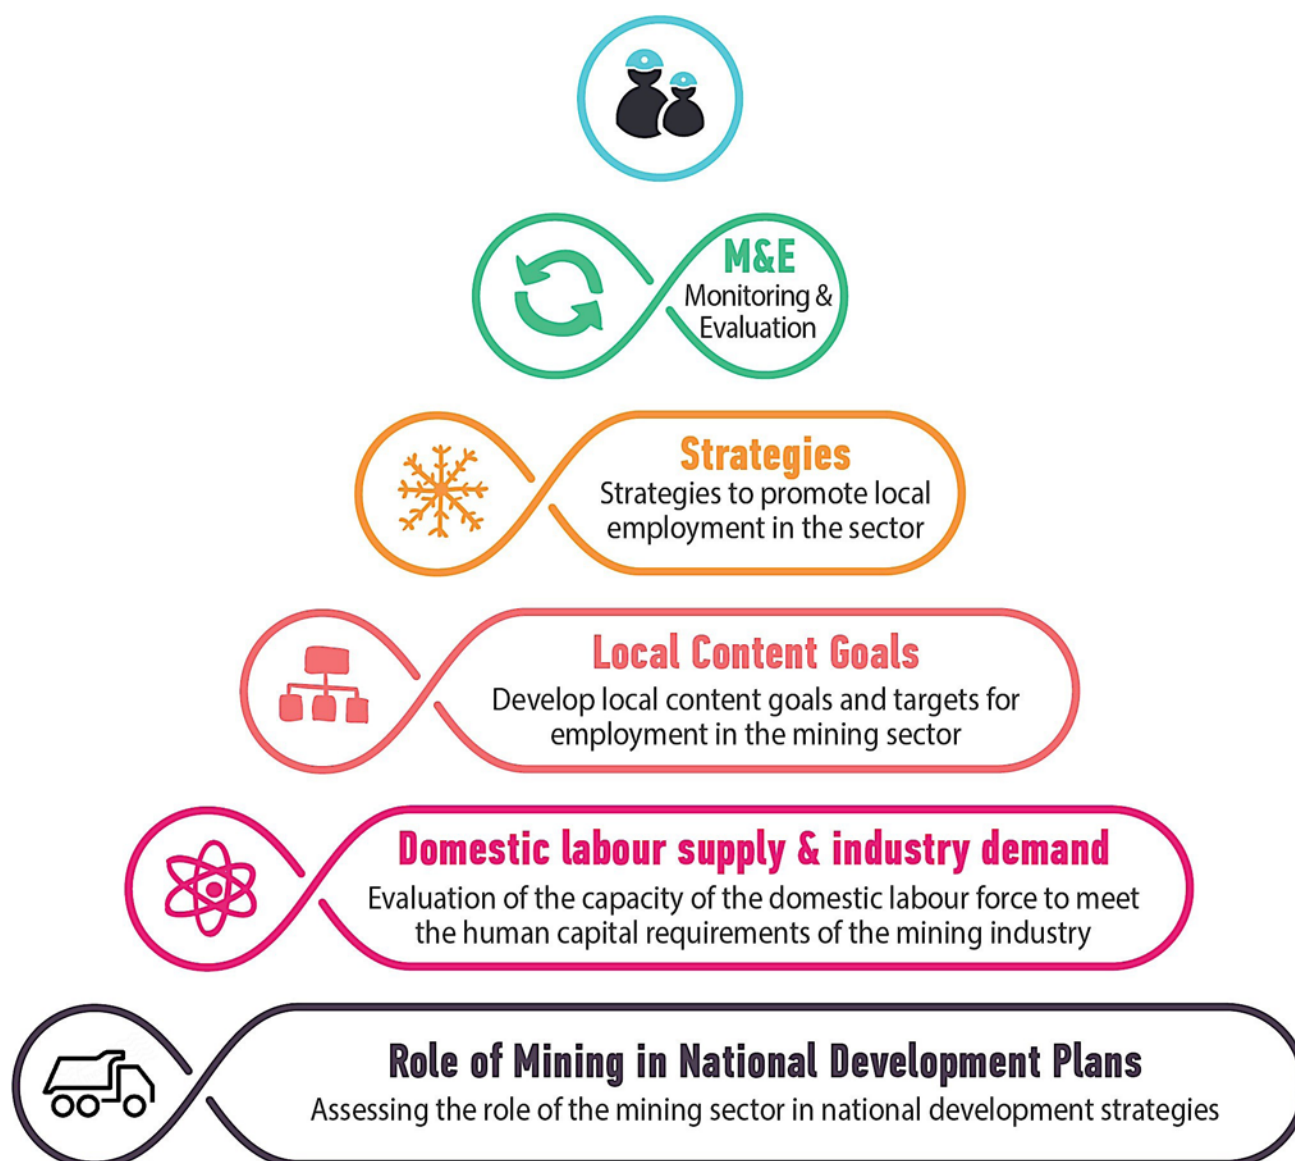 M&E
Monitoring &
Evaluation
Strategies
Strategies to promote local
employment in the sector
Local Content Goals
Develop local content goals and targets for
employment in the mining sector
Domestic labour supply & industry demand
Evaluation of the capacity of the domestic labour force to meet
the human capital requirements of the mining industry
Role of Mining in National Development Plans
Assessing the role of the mining sector in national development strategies